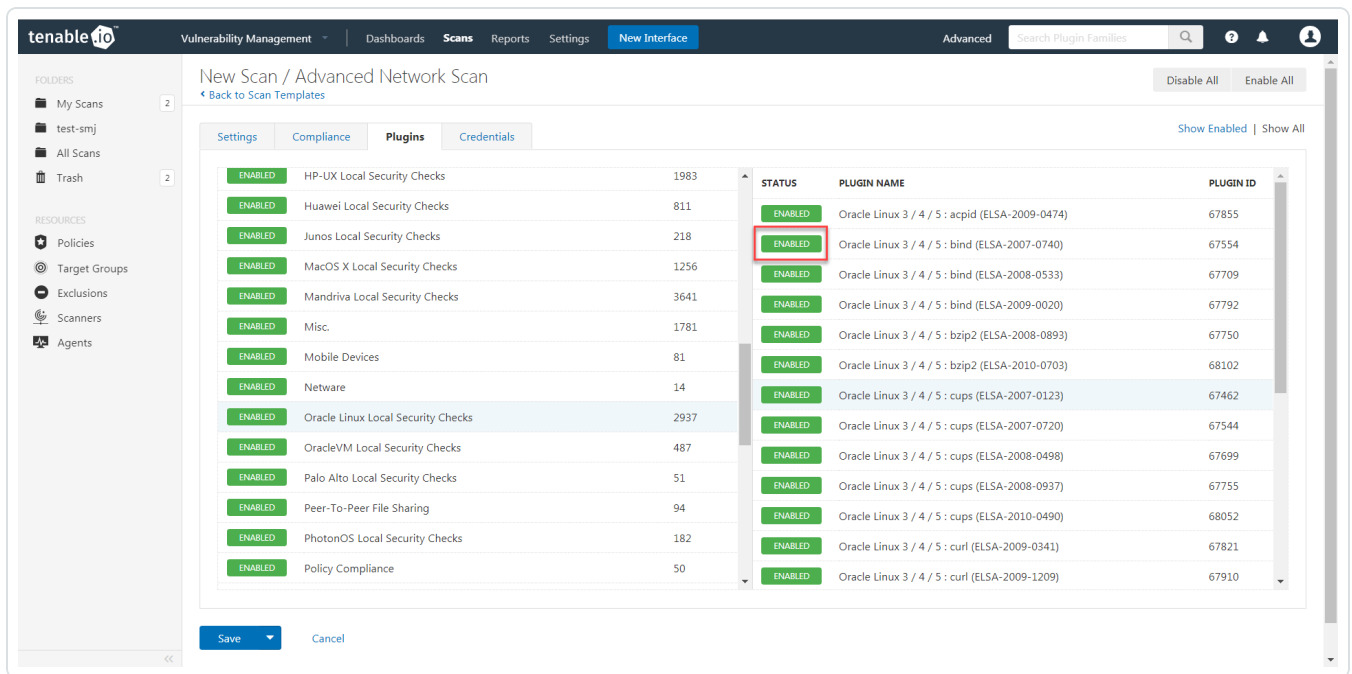 tenable.io™
Vulnerability Management | Dashboards Scans Reports Settings New Interface Advanced Search Plugin Families
FOLDERS
My Scans 2
test-smj
All Scans
Trash 2
RESOURCES
Policies
Target Groups
Exclusions
Scanners
Agents
New Scan / Advanced Network Scan
Back to Scan Templates
Disable All Enable All
Settings Compliance Plugins Credentials
Show Enabled | Show All
ENABLED HP-UX Local Security Checks 1983
ENABLED Huawei Local Security Checks 811
ENABLED Junos Local Security Checks 218
ENABLED MacOS X Local Security Checks 1256
ENABLED Mandriva Local Security Checks 3641
ENABLED Misc. 1781
ENABLED Mobile Devices 81
ENABLED Netware 14
ENABLED Oracle Linux Local Security Checks 2937
ENABLED OracleVM Local Security Checks 487
ENABLED Palo Alto Local Security Checks 51
ENABLED Peer-To-Peer File Sharing 94
ENABLED PhotonOS Local Security Checks 182
ENABLED Policy Compliance 50
STATUS PLUGIN NAME PLUGIN ID
ENABLED Oracle Linux 3 / 4 / 5 : acpid (ELSA-2009-0474) 67855
ENABLED Oracle Linux 3 / 4 / 5 : bind (ELSA-2007-0740) 67554
ENABLED Oracle Linux 3 / 4 / 5 : bind (ELSA-2008-0533) 67709
ENABLED Oracle Linux 3 / 4 / 5 : bind (ELSA-2009-0020) 67792
ENABLED Oracle Linux 3 / 4 / 5 : bzip2 (ELSA-2008-0893) 67750
ENABLED Oracle Linux 3 / 4 / 5 : bzip2 (ELSA-2010-0703) 68102
ENABLED Oracle Linux 3 / 4 / 5 : cups (ELSA-2007-0123) 67462
ENABLED Oracle Linux 3 / 4 / 5 : cups (ELSA-2007-0720) 67544
ENABLED Oracle Linux 3 / 4 / 5 : cups (ELSA-2008-0498) 67699
ENABLED Oracle Linux 3 / 4 / 5 : cups (ELSA-2008-0937) 67755
ENABLED Oracle Linux 3 / 4 / 5 : cups (ELSA-2010-0490) 68052
ENABLED Oracle Linux 3 / 4 / 5 : curl (ELSA-2009-0341) 67821
ENABLED Oracle Linux 3 / 4 / 5 : curl (ELSA-2009-1209) 67910
Save Cancel